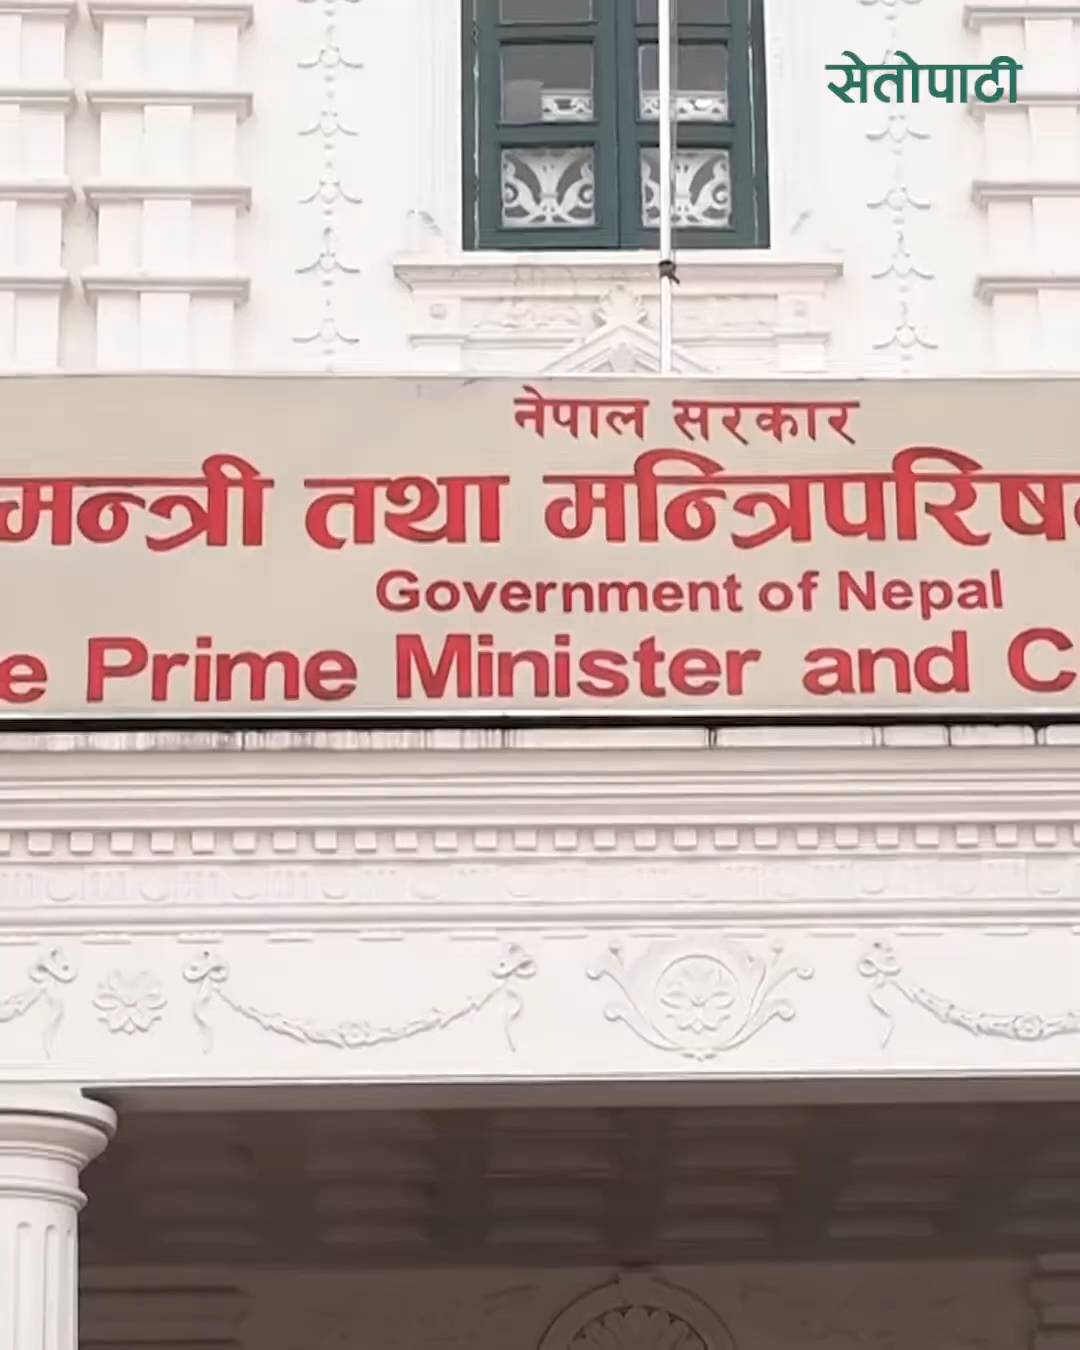 सेतोपाटी
नेपाल सरकार
मन्त्री तथा मन्त्रिपरिष
Government of Nepal
e Prime Minister and C